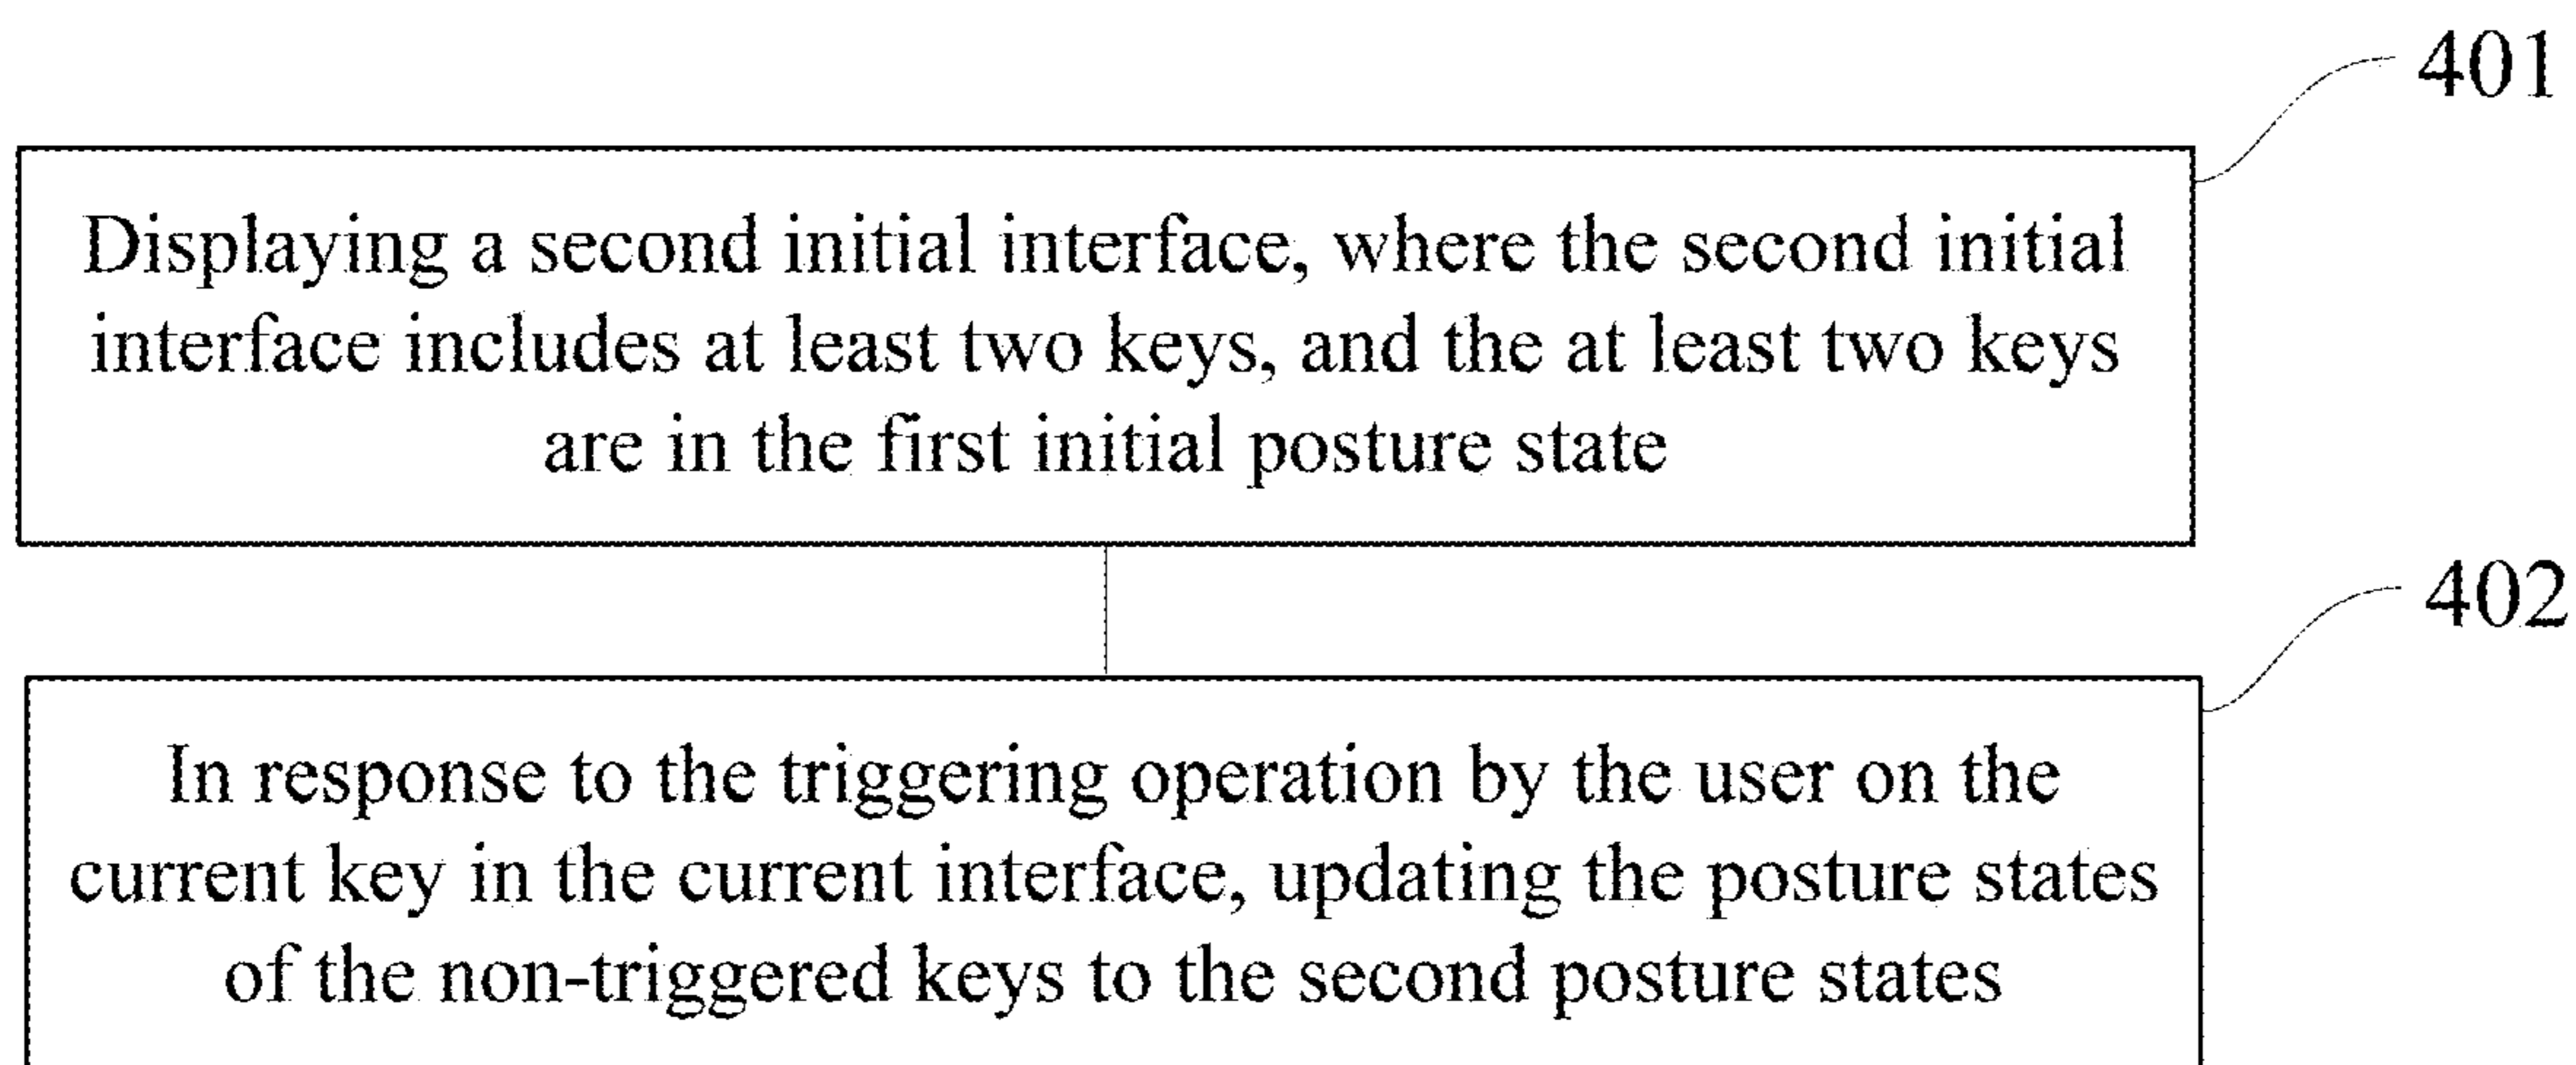 401
Displaying a second initial interface, where the second initial
interface includes at least two keys, and the at least two keys
are in the first initial posture state
402
In response to the triggering operation by the user on the
current key in the current interface, updating the posture states
of the non-triggered keys to the second posture states